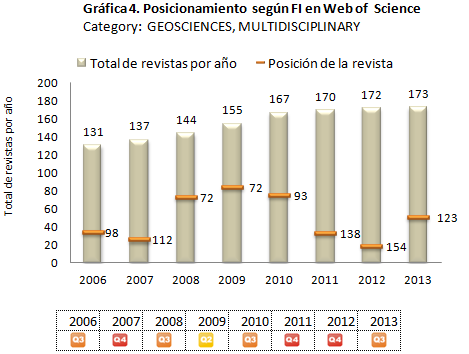 Gráfica 4. Posicionamiento según FI en Web of Science
Category: GEOSCIENCES, MULTIDISCIPLINARY
Total de revistas por año
Posición de la revista
Total de revistas por año
200
180
160
140
120
100
80
60
40
20
0
131 137 144 155 167 170 172 173
98 112 72 72 93 138 154 123
2006 2007 2008 2009 2010 2011 2012 2013
2006 2007 2008 2009 2010 2011 2012 2013
Q3 Q4 Q3 Q2 Q3 Q4 Q4 Q3